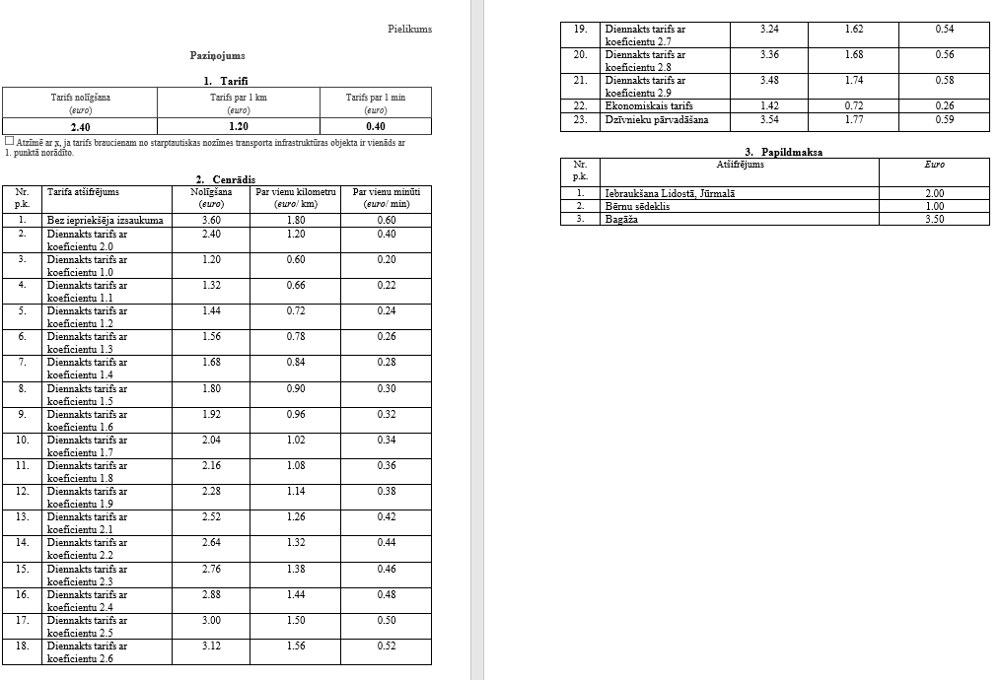 Pielikums
Paziņojums
1. Tarifi
Tarifs nolīgšana Tarifs par 1 km Tarifs par 1 min
(euro) (euro) (euro)
2.40 1.20 0.40
☐ Atzīmē ar x, ja tarifs braucienam no starptautiskas nozīmes transporta infrastruktūras objekta ir vienāds ar
1. punktā norādīto.
2. Cenrādis
Nr. Tarifa atšifrējums Nolīgšana Par vienu kilometru Par vienu minūti
p.k. (euro) (euro/ km) (euro/ min)
1. Bez iepriekšēja izsaukuma 3.60 1.80 0.60
2. Diennakts tarifs ar 2.40 1.20 0.40
koeficientu 2.0
3. Diennakts tarifs ar 1.20 0.60 0.20
koeficientu 1.0
4. Diennakts tarifs ar 1.32 0.66 0.22
koeficientu 1.1
5. Diennakts tarifs ar 1.44 0.72 0.24
koeficientu 1.2
6. Diennakts tarifs ar 1.56 0.78 0.26
koeficientu 1.3
7. Diennakts tarifs ar 1.68 0.84 0.28
koeficientu 1.4
8. Diennakts tarifs ar 1.80 0.90 0.30
koeficientu 1.5
9. Diennakts tarifs ar 1.92 0.96 0.32
koeficientu 1.6
10. Diennakts tarifs ar 2.04 1.02 0.34
koeficientu 1.7
11. Diennakts tarifs ar 2.16 1.08 0.36
koeficientu 1.8
12. Diennakts tarifs ar 2.28 1.14 0.38
koeficientu 1.9
13. Diennakts tarifs ar 2.52 1.26 0.42
koeficientu 2.1
14. Diennakts tarifs ar 2.64 1.32 0.44
koeficientu 2.2
15. Diennakts tarifs ar 2.76 1.38 0.46
koeficientu 2.3
16. Diennakts tarifs ar 2.88 1.44 0.48
koeficientu 2.4
17. Diennakts tarifs ar 3.00 1.50 0.50
koeficientu 2.5
18. Diennakts tarifs ar 3.12 1.56 0.52
koeficientu 2.6
19. Diennakts tarifs ar 3.24 1.62 0.54
koeficientu 2.7
20. Diennakts tarifs ar 3.36 1.68 0.56
koeficientu 2.8
21. Diennakts tarifs ar 3.48 1.74 0.58
koeficientu 2.9
22. Ekonomiskais tarifs 1.42 0.72 0.26
23. Dzīvnieku pārvadāšana 3.54 1.77 0.59
3. Papildmaksa
Nr. Atšifrējums Euro
p.k.
1. Iebraukšana Lidostā, Jūrmalā 2.00
2. Bērnu sēdeklis 1.00
3. Bagāža 3.50